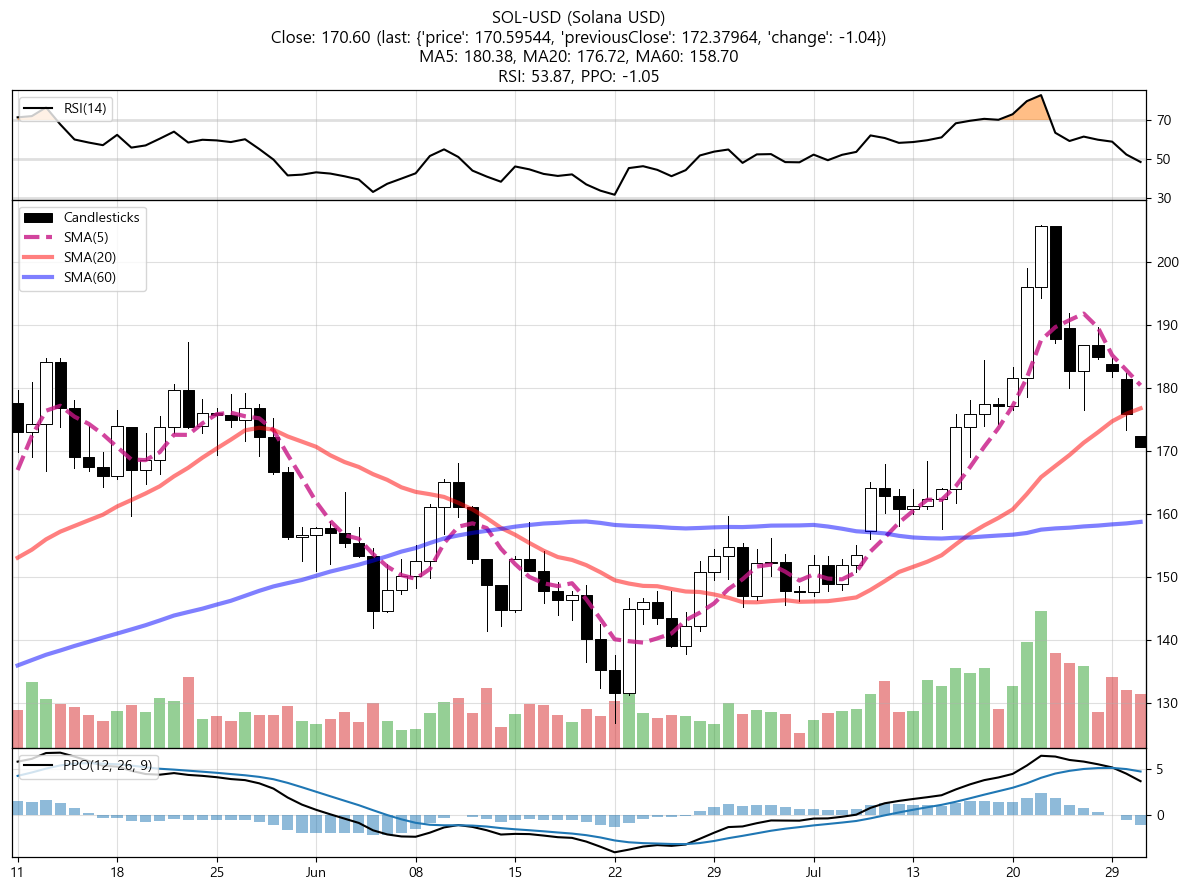 SOL-USD (Solana USD)
Close: 170.60 (last: {'price': 170.59544, 'previousClose': 172.37964, 'change': -1.04})
MA5: 180.38, MA20: 176.72, MA60: 158.70
RSI: 53.87, PPO: -1.05
RSI(14)
70
50
30
Candlesticks
SMA(5)
SMA(20)
SMA(60)
200
190
180
170
160
150
140
130
PPO(12, 26, 9)
5
0
11 18 25 Jun 08 15 22 29 Jul 13 20 29